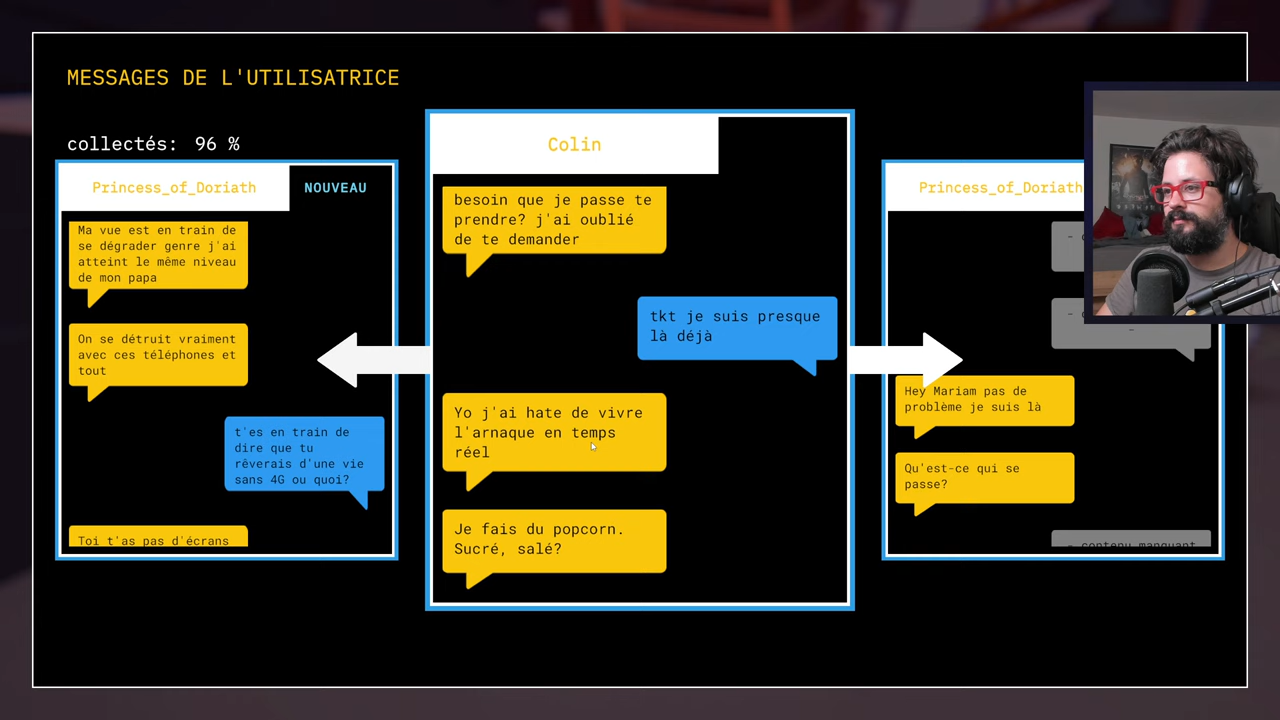 MESSAGES DE L'UTILISATRICE
collectés: 96 %
Princess_of_Doriath
NOUVEAU
Ma vue est en train de
se dégrader genre j'ai
atteint le même niveau
de mon papa
On se détruit vraiment
avec ces téléphones et
tout
t'es en train de
dire que tu
rêverais d'une vie
sans 4G ou quoi?
Toi t'as pas d'écrans
Colin
besoin que je passe te
prendre? j'ai oublié
de te demander
tkt je suis presque
là déjà
Yo j'ai hate de vivre
l'arnaque en temps
réel
Je fais du popcorn.
Sucré, salé?
Princess_of_Doriath
Hey Mariam pas de
problème je suis là
Qu'est-ce qui se
passe?
- contenu manquant